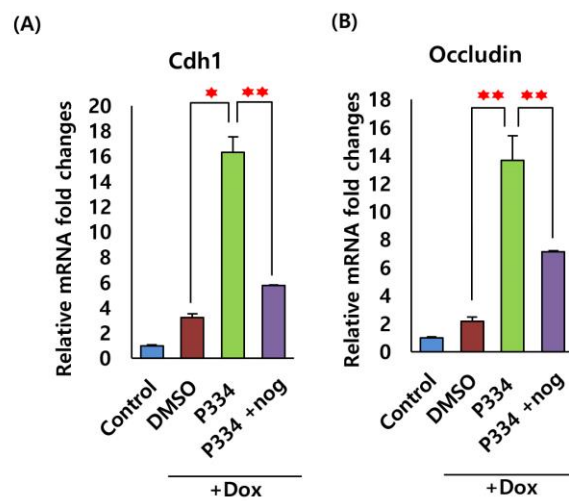 (A)
Cdh1
Relative mRNA fold changes
20
18
16
14
12
10
8
6
4
2
0
Control
DMSO
P334
P334 +nog
+Dox
(B)
Occludin
Relative mRNA fold changes
18
16
14
12
10
8
6
4
2
0
Control
DMSO
P334
P334 +nog
+Dox